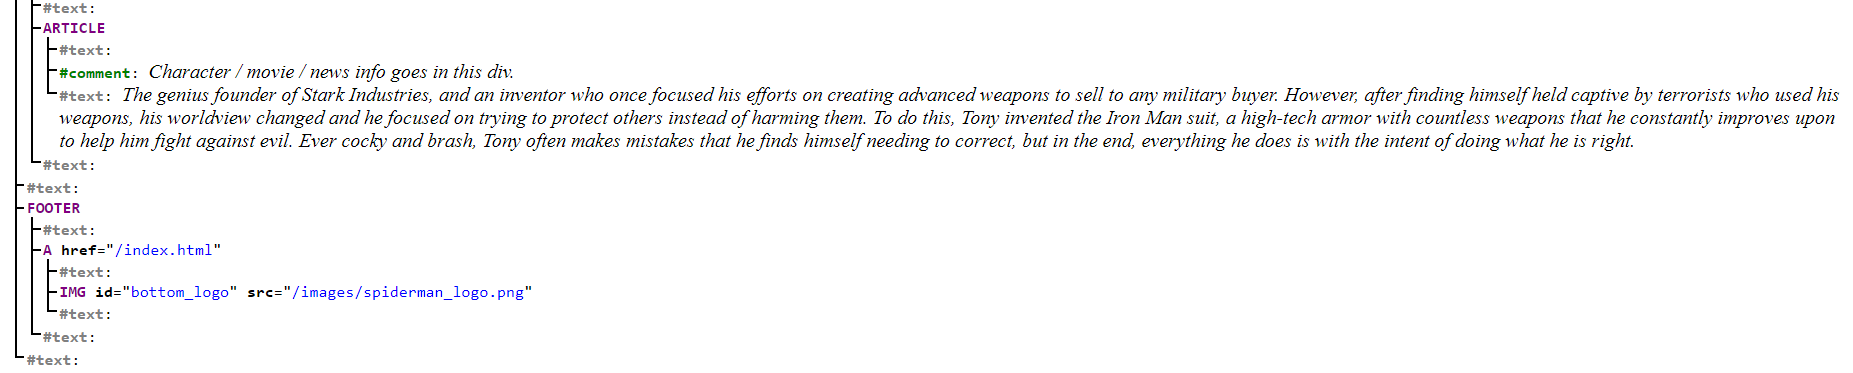 #text:
ARTICLE
#text:
#comment: Character / movie / news info goes in this div.
#text: The genius founder of Stark Industries, and an inventor who once focused his efforts on creating advanced weapons to sell to any military buyer. However, after finding himself held captive by terrorists who used his
weapons, his worldview changed and he focused on trying to protect others instead of harming them. To do this, Tony invented the Iron Man suit, a high-tech armor with countless weapons that he constantly improves upon
to help him fight against evil. Ever cocky and brash, Tony often makes mistakes that he finds himself needing to correct, but in the end, everything he does is with the intent of doing what he is right.
#text:
#text:
FOOTER
#text:
A href="/index.html"
#text:
IMG id="bottom_logo" src="/images/spiderman_logo.png"
#text:
#text:
#text: